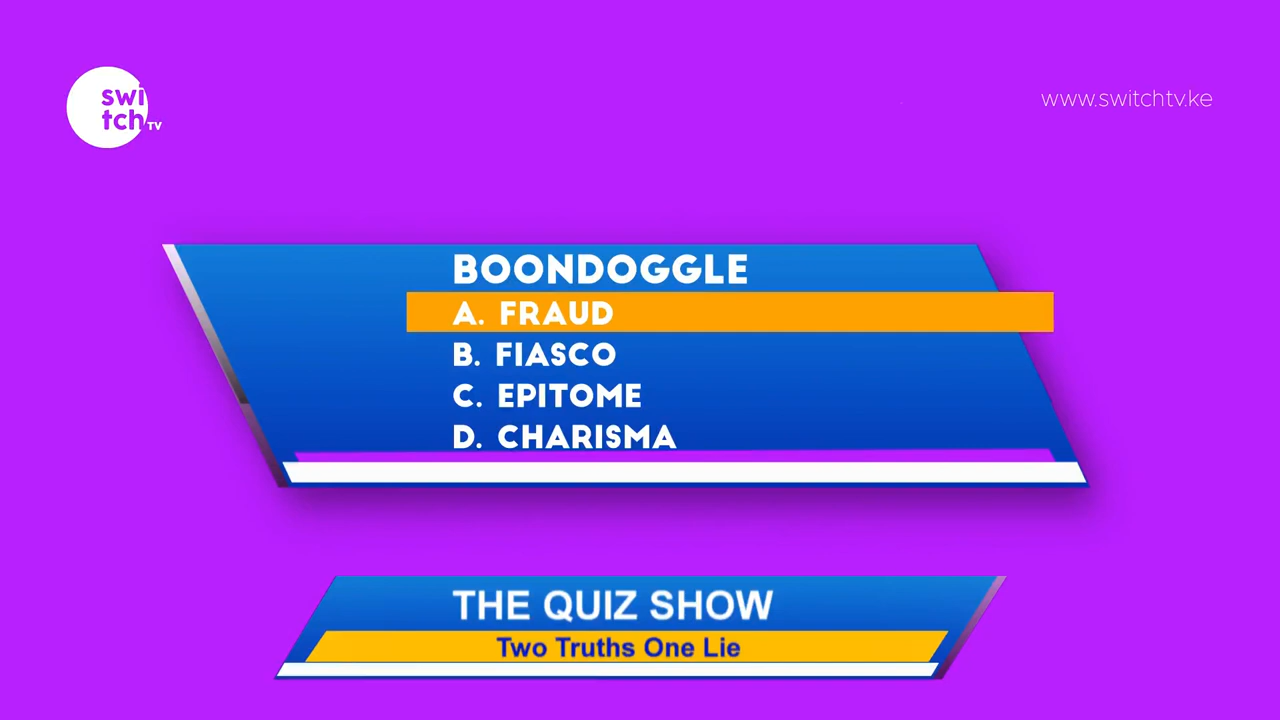 swi
tch TV
www.switchtv.ke
BOONDOGGLE
A. FRAUD
B. FIASCO
C. EPITOME
D. CHARISMA
THE QUIZ SHOW
Two Truths One Lie